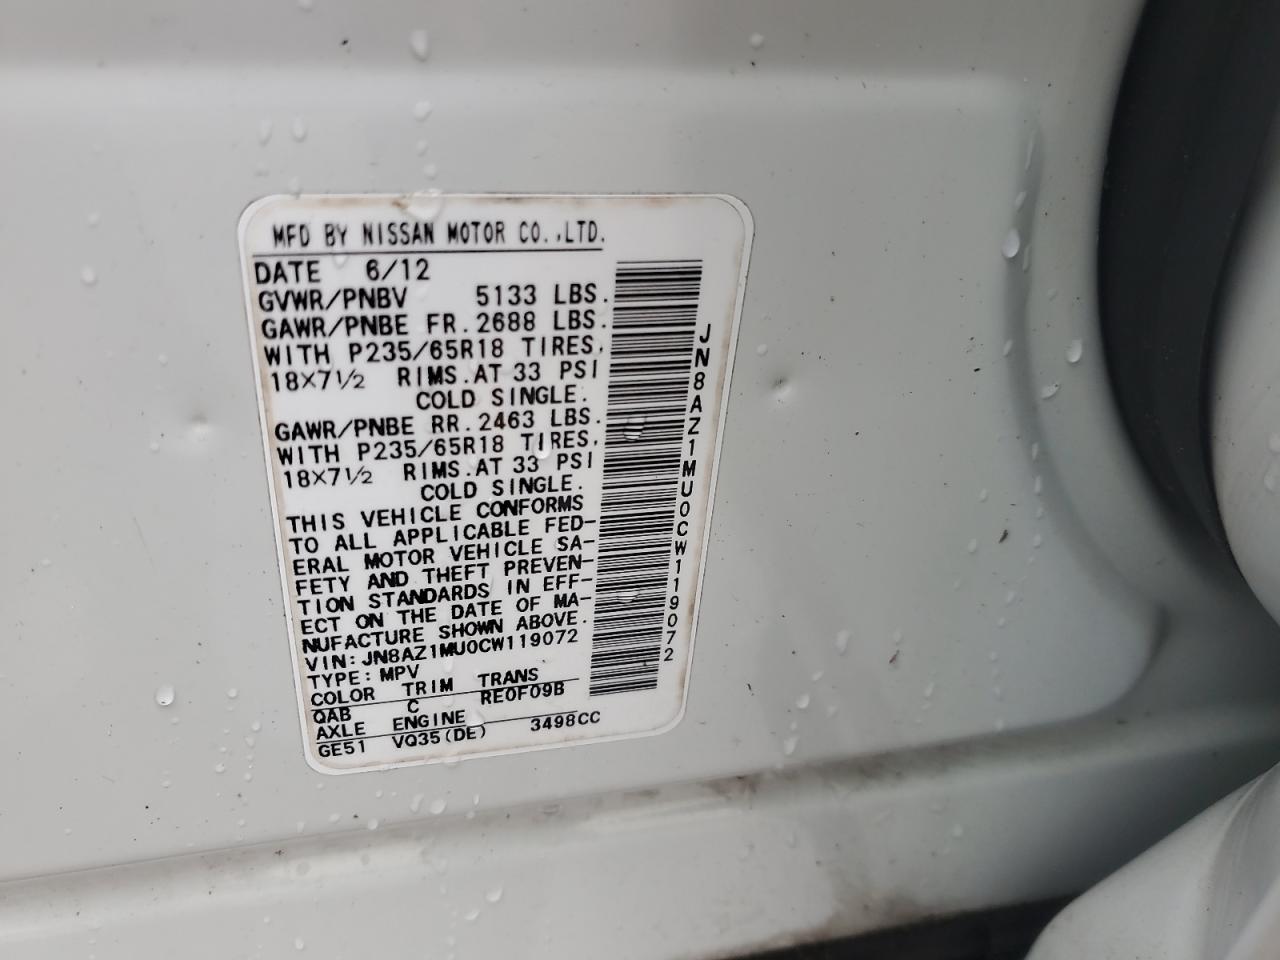 MFD BY NISSAN MOTOR CO.,LTD.
DATE 6/12
GVWR/PNBV 5133 LBS.
GAWR/PNBE FR. 2688 LBS.
WITH P235/65R18 TIRES,
18×7½ RIMS. AT 33 PSI
COLD SINGLE.
GAWR/PNBE RR. 2463 LBS.
WITH P235/65R18 TIRES,
18×7½ RIMS. AT 33 PSI
COLD SINGLE.
THIS VEHICLE CONFORMS
TO ALL APPLICABLE FED-
ERAL MOTOR VEHICLE SA-
FETY AND THEFT PREVEN-
TION STANDARDS IN EFF-
ECT ON THE DATE OF MA-
NUFACTURE SHOWN ABOVE.
VIN: JN8AZ1MU0CW119072
TYPE: MPV
COLOR TRIM TRANS
QAB C RE0F09B
AXLE ENGINE
GE51 VQ35(DE) 3498CC
JN8AZ1MU0CW119072